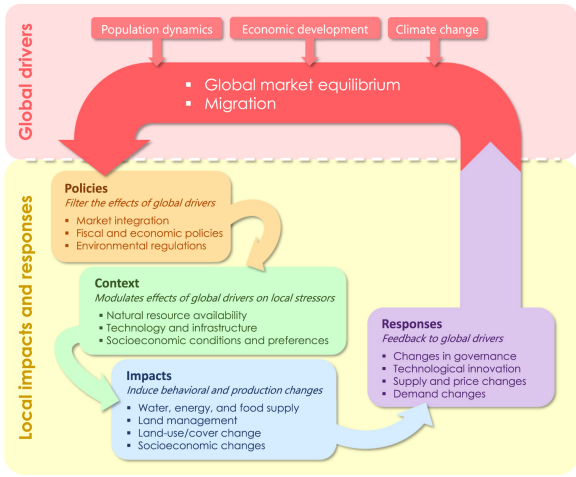 Global drivers
Population dynamics
Economic development
Climate change
▪ Global market equilibrium
▪ Migration
Local impacts and responses
Policies
Filter the effects of global drivers
▪ Market integration
▪ Fiscal and economic policies
▪ Environmental regulations
Context
Modulates effects of global drivers on local stressors
▪ Natural resource availability
▪ Technology and infrastructure
▪ Socioeconomic conditions and preferences
Impacts
Induce behavioral and production changes
▪ Water, energy, and food supply
▪ Land management
▪ Land-use/cover change
▪ Socioeconomic changes
Responses
Feedback to global drivers
▪ Changes in governance
▪ Technological innovation
▪ Supply and price changes
▪ Demand changes